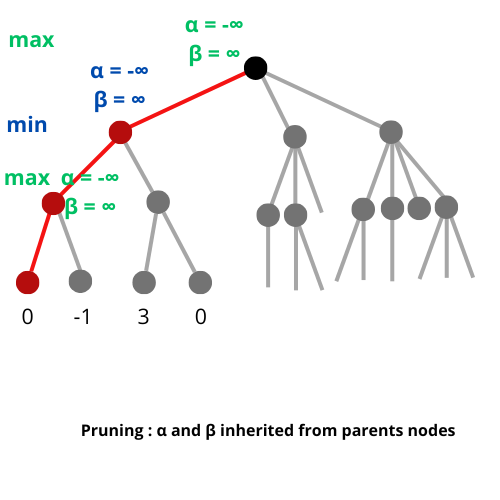 max
α = -∞
β = ∞
α = -∞
β = ∞
min
max α = -∞
β = ∞
0 -1 3 0
Pruning : α and β inherited from parents nodes